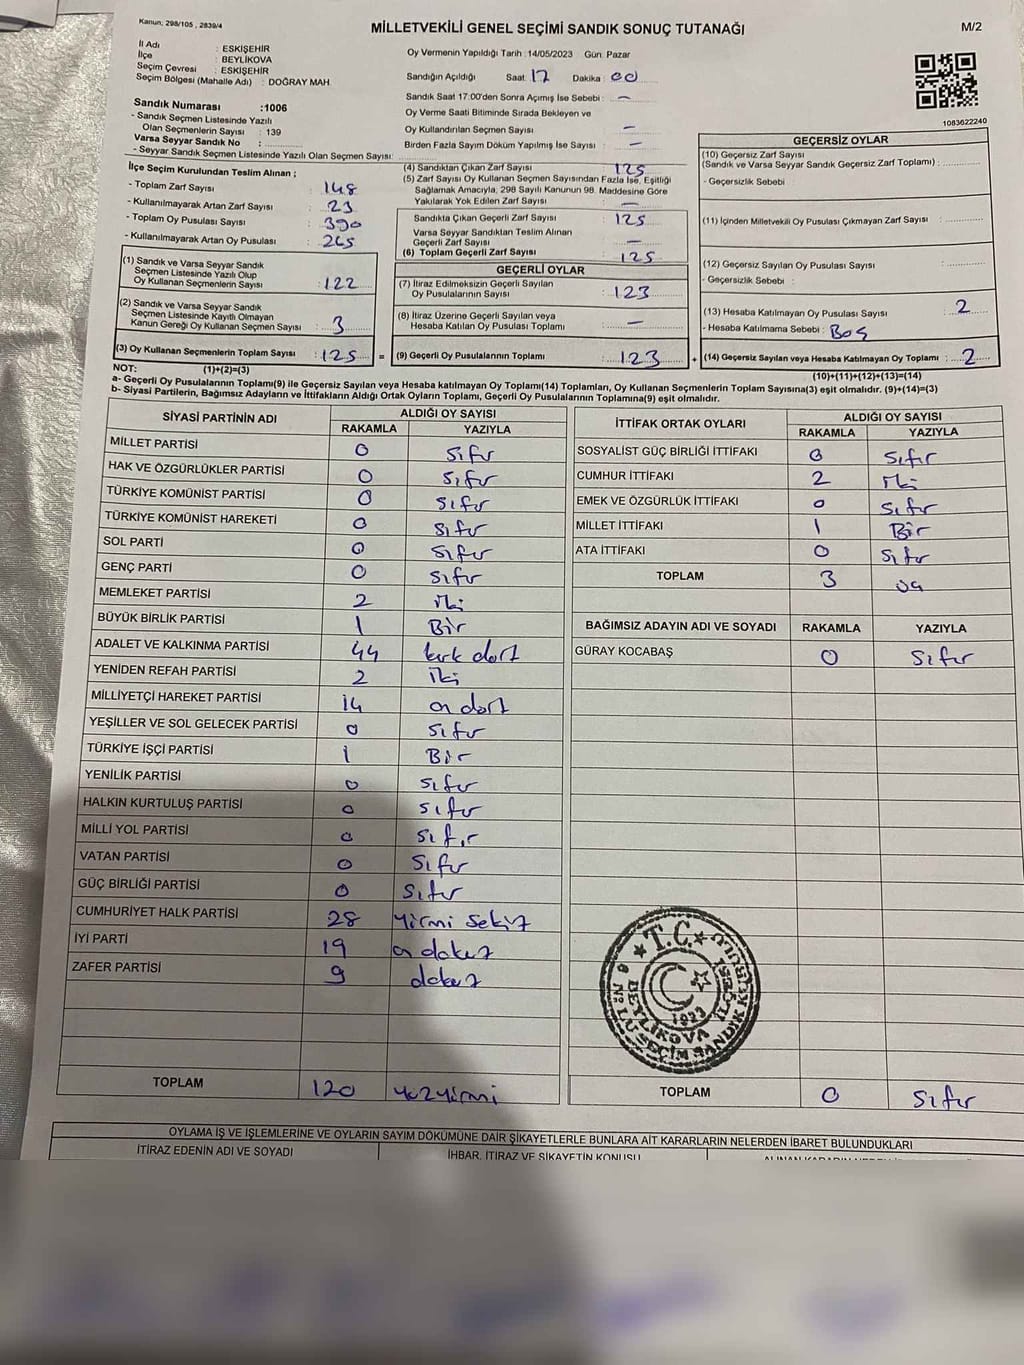 Kanun; 298/105 , 2839/4
MİLLETVEKİLİ GENEL SEÇİMİ SANDIK SONUÇ TUTANAĞI
M/2
İl Adı : ESKİŞEHİR
İlçe : BEYLİKOVA
Seçim Çevresi : ESKİŞEHİR
Seçim Bölgesi (Mahalle Adı) : DOĞRAY MAH.
Sandık Numarası :1006
- Sandık Seçmen Listesinde Yazılı
Olan Seçmenlerin Sayısı : 139
Varsa Seyyar Sandık No :
- Seyyar Sandık Seçmen Listesinde Yazılı Olan Seçmen Sayısı:
Oy Vermenin Yapıldığı Tarih :14/05/2023 Gün: Pazar
Sandığın Açıldığı Saat: 17 Dakika : 00
Sandık Saat 17:00'den Sonra Açımış İse Sebebi : -
Oy Verme Saati Bitiminde Sırada Bekleyen ve
Oy Kullandırılan Seçmen Sayısı -
Birden Fazla Sayım Döküm Yapılmış İse Sayısı : -
1083622240
İlçe Seçim Kurulundan Teslim Alınan ;
- Toplam Zarf Sayısı : 148
- Kullanılmayarak Artan Zarf Sayısı : 23
- Toplam Oy Pusulası Sayısı : 390
- Kullanılmayarak Artan Oy Pusulası : 265
(1) Sandık ve Varsa Seyyar Sandık
Seçmen Listesinde Yazılı Olup
Oy Kullanan Seçmenlerin Sayısı : 122
(2) Sandık ve Varsa Seyyar Sandık
Seçmen Listesinde Kayıtlı Olmayan
Kanun Gereği Oy Kullanan Seçmen Sayısı : 3
(3) Oy Kullanan Seçmenlerin Toplam Sayısı : 125 =
(4) Sandıktan Çıkan Zarf Sayısı : 125
(5) Zarf Sayısı Oy Kullanan Seçmen Sayısından Fazla İse, Eşitliği
Sağlamak Amacıyla, 298 Sayılı Kanunun 98. Maddesine Göre
Yakılarak Yok Edilen Zarf Sayısı : -
Sandıkta Çıkan Geçerli Zarf Sayısı : 125
Varsa Seyyar Sandıktan Teslim Alınan
Geçerli Zarf Sayısı : -
(6) Toplam Geçerli Zarf Sayısı : 125
GEÇERLİ OYLAR
(7) İtiraz Edilmeksizin Geçerli Sayılan
Oy Pusulalarının Sayısı : 123
(8) İtiraz Üzerine Geçerli Sayılan veya
Hesaba Katılan Oy Pusulası Toplamı : -
(9) Geçerli Oy Pusulalarının Toplamı : 123 +
GEÇERSİZ OYLAR
(10) Geçersiz Zarf Sayısı
(Sandık ve Varsa Seyyar Sandık Geçersiz Zarf Toplamı) :
- Geçersizlik Sebebi :
(11) İçinden Milletvekili Oy Pusulası Çıkmayan Zarf Sayısı :
(12) Geçersiz Sayılan Oy Pusulası Sayısı :
- Geçersizlik Sebebi :
(13) Hesaba Katılmayan Oy Pusulası Sayısı : 2
- Hesaba Katılmama Sebebi : Boş
(14) Geçersiz Sayılan veya Hesaba Katılmayan Oy Toplamı : 2
NOT: (1)+(2)=(3)
(10)+(11)+(12)+(13)=(14)
a- Geçerli Oy Pusulalarının Toplamı(9) ile Geçersiz Sayılan veya Hesaba katılmayan Oy Toplamı(14) Toplamları, Oy Kullanan Seçmenlerin Toplam Sayısına(3) eşit olmalıdır. (9)+(14)=(3)
b- Siyasi Partilerin, Bağımsız Adayların ve İttifakların Aldığı Ortak Oyların Toplamı, Geçerli Oy Pusulalarının Toplamına(9) eşit olmalıdır.
SİYASİ PARTİNİN ADI ALDIĞI OY SAYISI
RAKAMLA YAZIYLA
MİLLET PARTİSİ 0 Sıfır
HAK VE ÖZGÜRLÜKLER PARTİSİ 0 Sıfır
TÜRKİYE KOMÜNİST PARTİSİ 0 Sıfır
TÜRKİYE KOMÜNİST HAREKETİ 0 Sıfır
SOL PARTİ 0 Sıfır
GENÇ PARTİ 0 Sıfır
MEMLEKET PARTİSİ 2 iki
BÜYÜK BİRLİK PARTİSİ 1 Bir
ADALET VE KALKINMA PARTİSİ 44 kırk dört
YENİDEN REFAH PARTİSİ 2 iki
MİLLİYETÇİ HAREKET PARTİSİ 14 on dört
YEŞİLLER VE SOL GELECEK PARTİSİ 0 Sıfır
TÜRKİYE İŞÇİ PARTİSİ 1 Bir
YENİLİK PARTİSİ 0 Sıfır
HALKIN KURTULUŞ PARTİSİ 0 Sıfır
MİLLİ YOL PARTİSİ 0 Sıfır
VATAN PARTİSİ 0 Sıfır
GÜÇ BİRLİĞİ PARTİSİ 0 Sıfır
CUMHURİYET HALK PARTİSİ 28 Yirmi sekiz
İYİ PARTİ 19 on dokuz
ZAFER PARTİSİ 9 dokuz
TOPLAM 120 Yüz yirmi
İTTİFAK ORTAK OYLARI ALDIĞI OY SAYISI
RAKAMLA YAZIYLA
SOSYALİST GÜÇ BİRLİĞİ İTTİFAKI 0 Sıfır
CUMHUR İTTİFAKI 2 iki
EMEK VE ÖZGÜRLÜK İTTİFAKI 0 Sıfır
MİLLET İTTİFAKI 1 Bir
ATA İTTİFAKI 0 Sıfır
TOPLAM 3 üç
BAĞIMSIZ ADAYIN ADI VE SOYADI RAKAMLA YAZIYLA
GÜRAY KOCABAŞ 0 Sıfır
T.C.
1923
BEYLİKOVA
TOPLAM 0 Sıfır
OYLAMA İŞ VE İŞLEMLERİNE VE OYLARIN SAYIM DÖKÜMÜNE DAİR ŞİKAYETLERLE BUNLARA AİT KARARLARIN NELERDEN İBARET BULUNDUKLARI
İTİRAZ EDENİN ADI VE SOYADI
İHBAR, İTİRAZ VE ŞİKAYETİN KONUSU